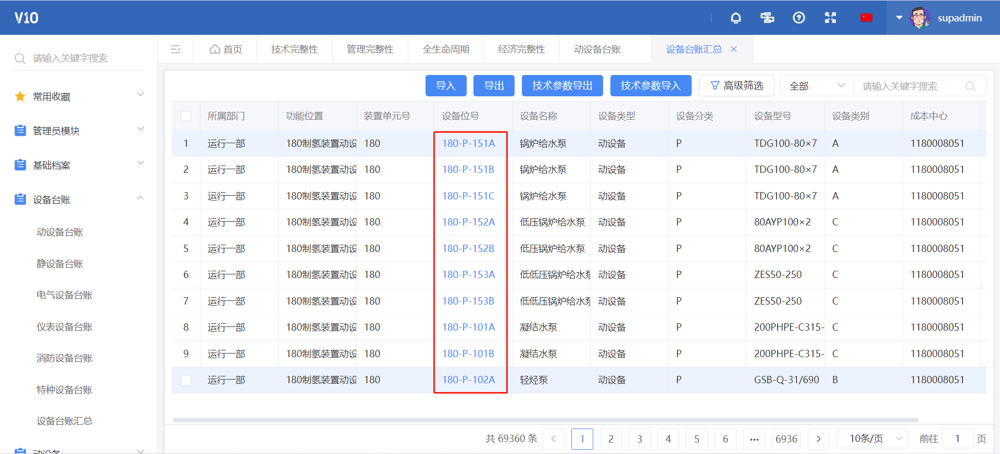 V10
supadmin
请输入关键字搜索
常用收藏
管理员模块
基础档案
设备台账
动设备台账
静设备台账
电气设备台账
仪表设备台账
消防设备台账
特种设备台账
设备台账汇总
首页 技术完整性 管理完整性 全生命周期 经济完整性 动设备台账 设备台账汇总
导入 导出 技术参数导出 技术参数导入 高级筛选 全部 请输入关键字搜索
所属部门 功能位置 装置单元号 设备位号 设备名称 设备类型 设备分类 设备型号 设备类别 成本中心
1 运行一部 180制氢装置动设 180 180-P-151A 锅炉给水泵 动设备 P TDG100-80×7 A 1180008051
2 运行一部 180制氢装置动设 180 180-P-151B 锅炉给水泵 动设备 P TDG100-80×7 A 1180008051
3 运行一部 180制氢装置动设 180 180-P-151C 锅炉给水泵 动设备 P TDG100-80×7 A 1180008051
4 运行一部 180制氢装置动设 180 180-P-152A 低压锅炉给水泵 动设备 P 80AYP100×2 C 1180008051
5 运行一部 180制氢装置动设 180 180-P-152B 低压锅炉给水泵 动设备 P 80AYP100×2 C 1180008051
6 运行一部 180制氢装置动设 180 180-P-153A 低低压锅炉给水泵 动设备 P ZES50-250 C 1180008051
7 运行一部 180制氢装置动设 180 180-P-153B 低低压锅炉给水泵 动设备 P ZES50-250 C 1180008051
8 运行一部 180制氢装置动设 180 180-P-101A 凝结水泵 动设备 P 200PHPE-C315- C 1180008051
9 运行一部 180制氢装置动设 180 180-P-101B 凝结水泵 动设备 P 200PHPE-C315- C 1180008051
运行一部 180制氢装置动设 180 180-P-102A 轻烃泵 动设备 P GSB-Q-31/690 B 1180008051
共 69360 条 1 2 3 4 5 6 ••• 6936 10条/页 前往 1 页